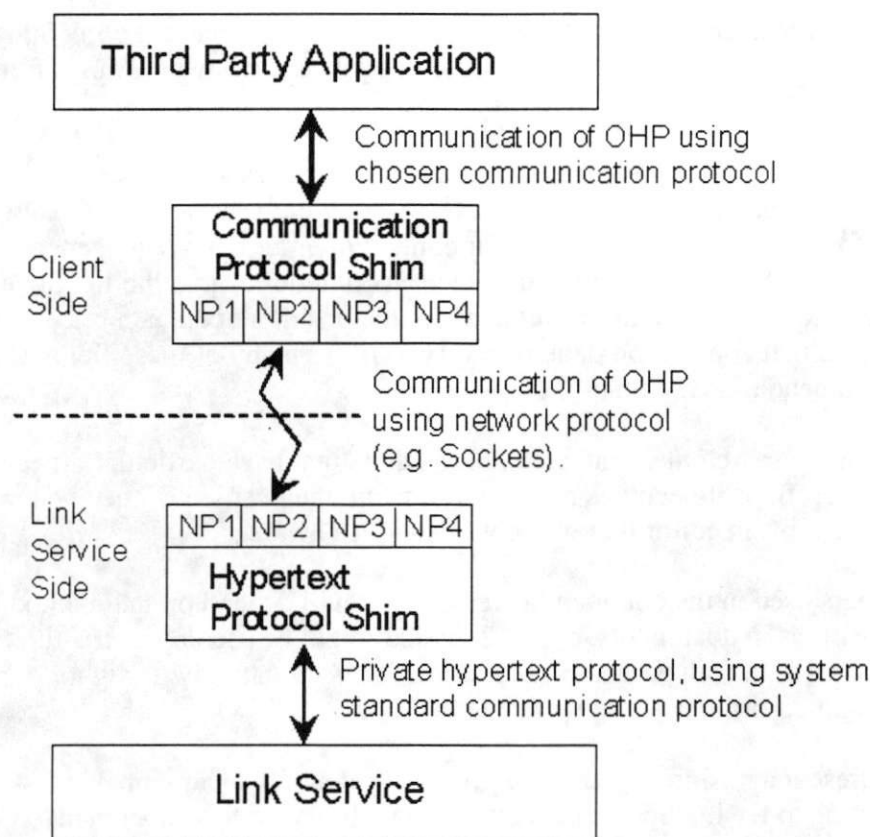 Third Party Application
Communication of OHP using
chosen communication protocol
Communication
Protocol Shim
Client
Side
NP1 NP2 NP3 NP4
Communication of OHP
using network protocol
(e.g. Sockets).
Link
Service
Side
NP1 NP2 NP3 NP4
Hypertext
Protocol Shim
Private hypertext protocol, using system
standard communication protocol
Link Service